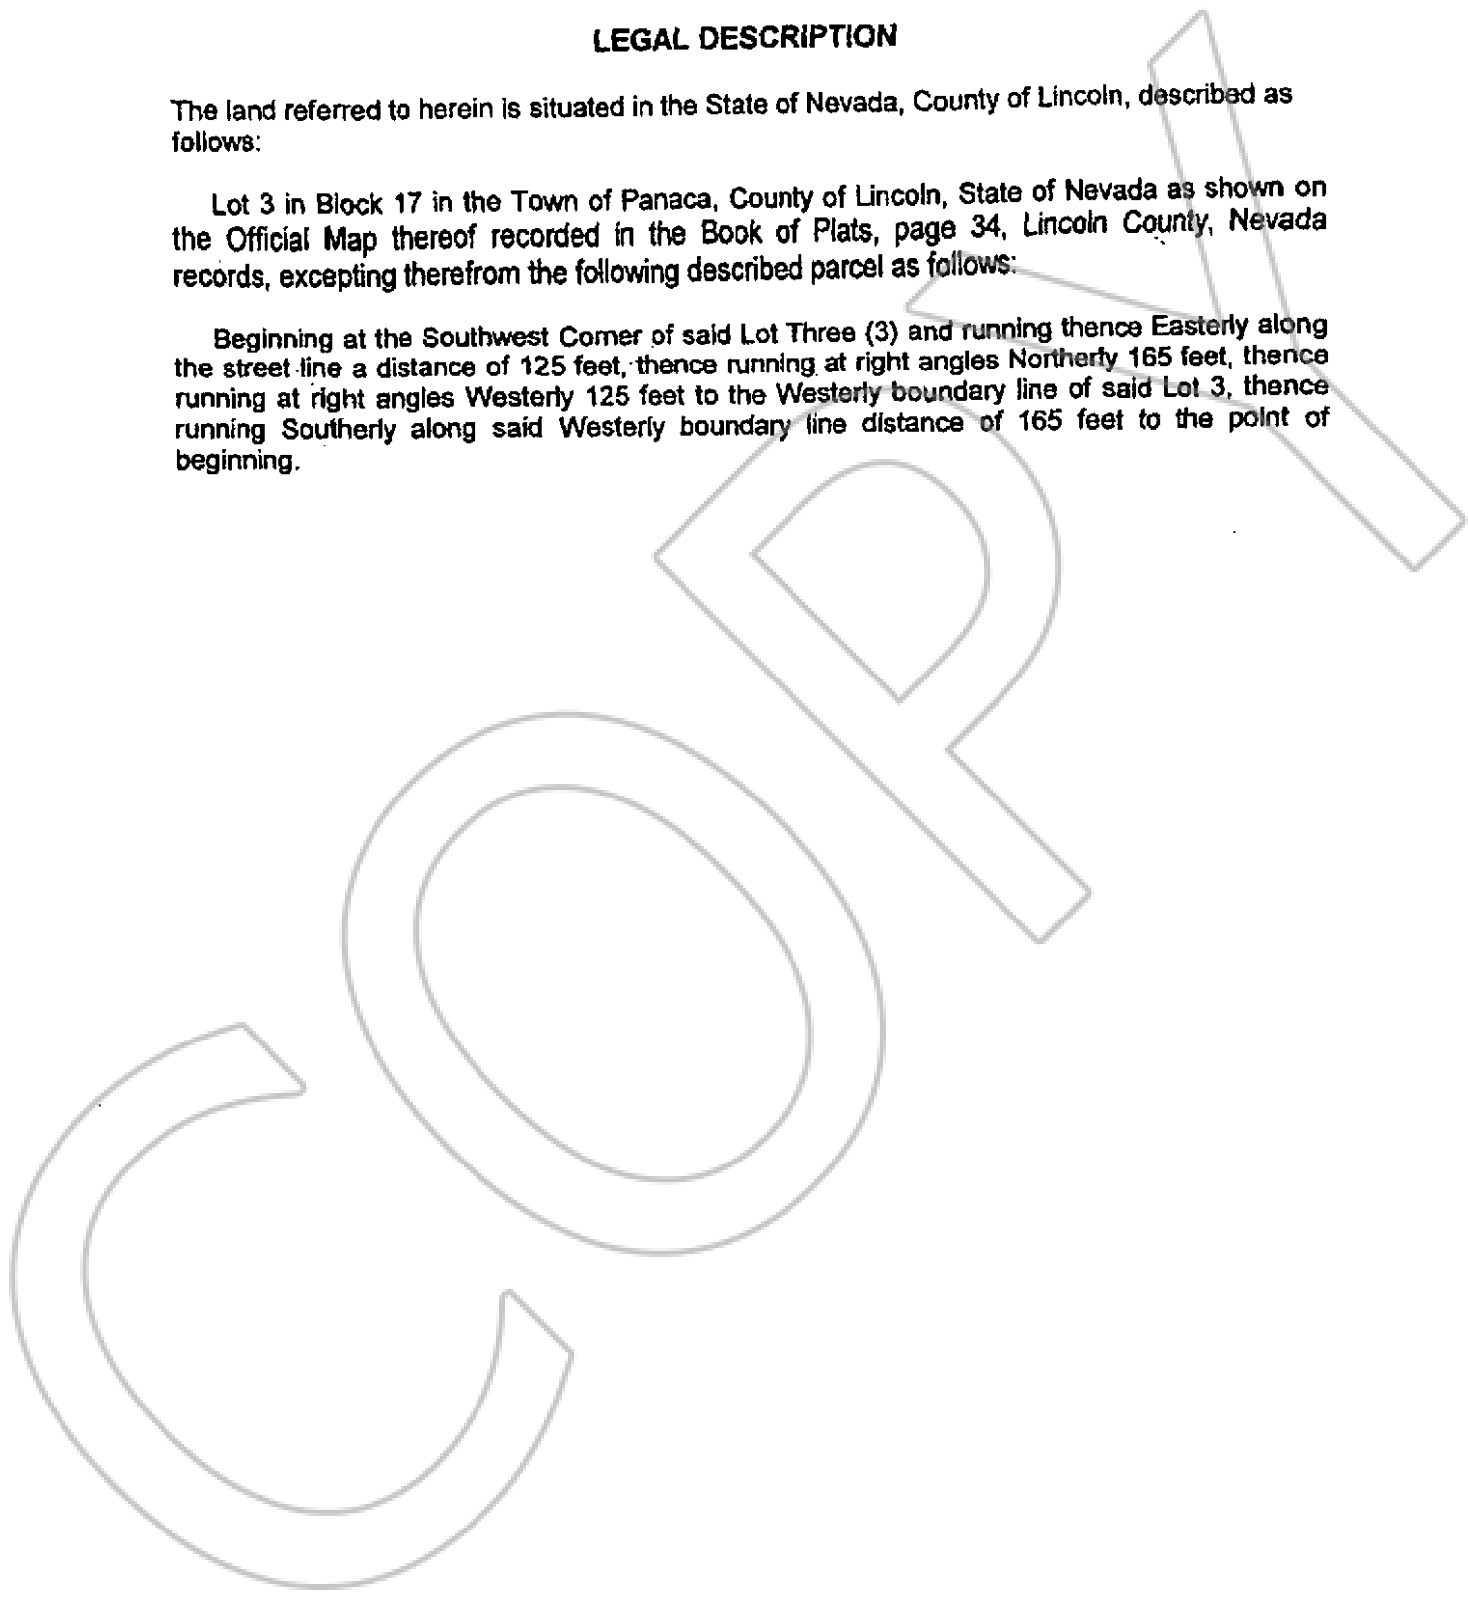 LEGAL DESCRIPTION
The land referred to herein is situated in the State of Nevada, County of Lincoln, described as
follows:
Lot 3 in Block 17 in the Town of Panaca, County of Lincoln, State of Nevada as shown on
the Official Map thereof recorded in the Book of Plats, page 34, Lincoln County, Nevada
records, excepting therefrom the following described parcel as follows:
Beginning at the Southwest Corner of said Lot Three (3) and running thence Easterly along
the street line a distance of 125 feet, thence running at right angles Northerly 165 feet, thence
running at right angles Westerly 125 feet to the Westerly boundary line of said Lot 3, thence
running Southerly along said Westerly boundary line distance of 165 feet to the point of
beginning.
COPY